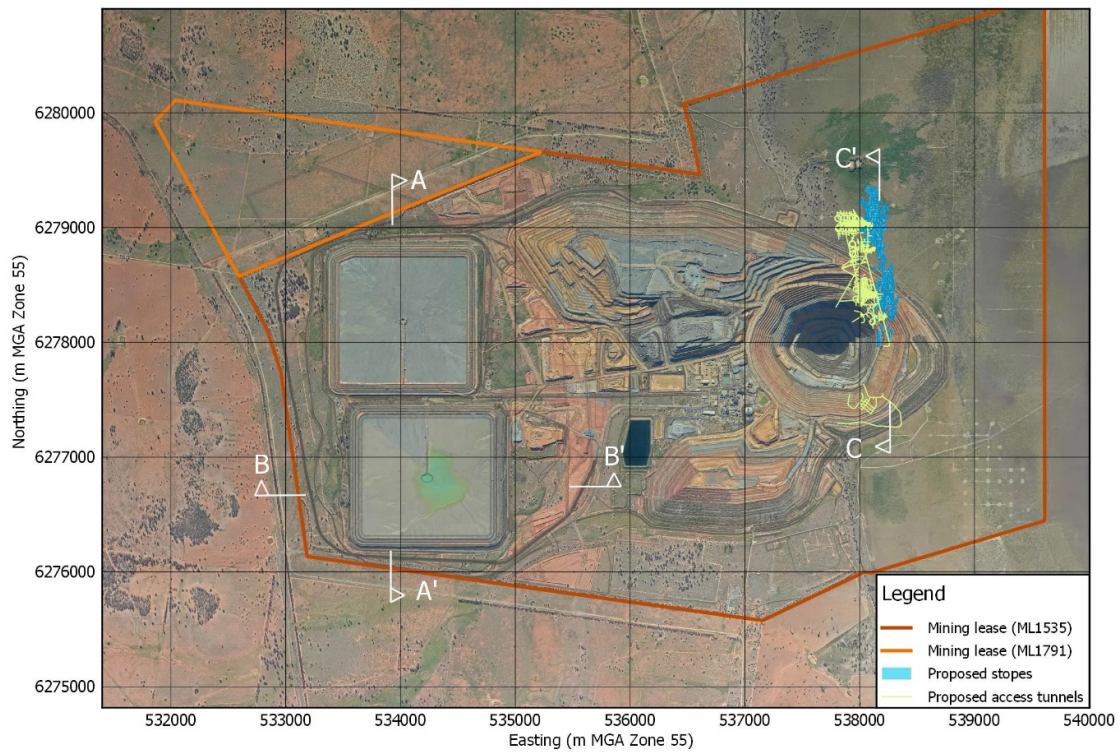 6280000
6279000
6278000
6277000
6276000
6275000
Northing (m MGA Zone 55)
A
C'
B
B'
C
A'
Legend
Mining lease (ML1535)
Mining lease (ML1791)
Proposed stopes
Proposed access tunnels
532000 533000 534000 535000 536000 537000 538000 539000 540000
Easting (m MGA Zone 55)